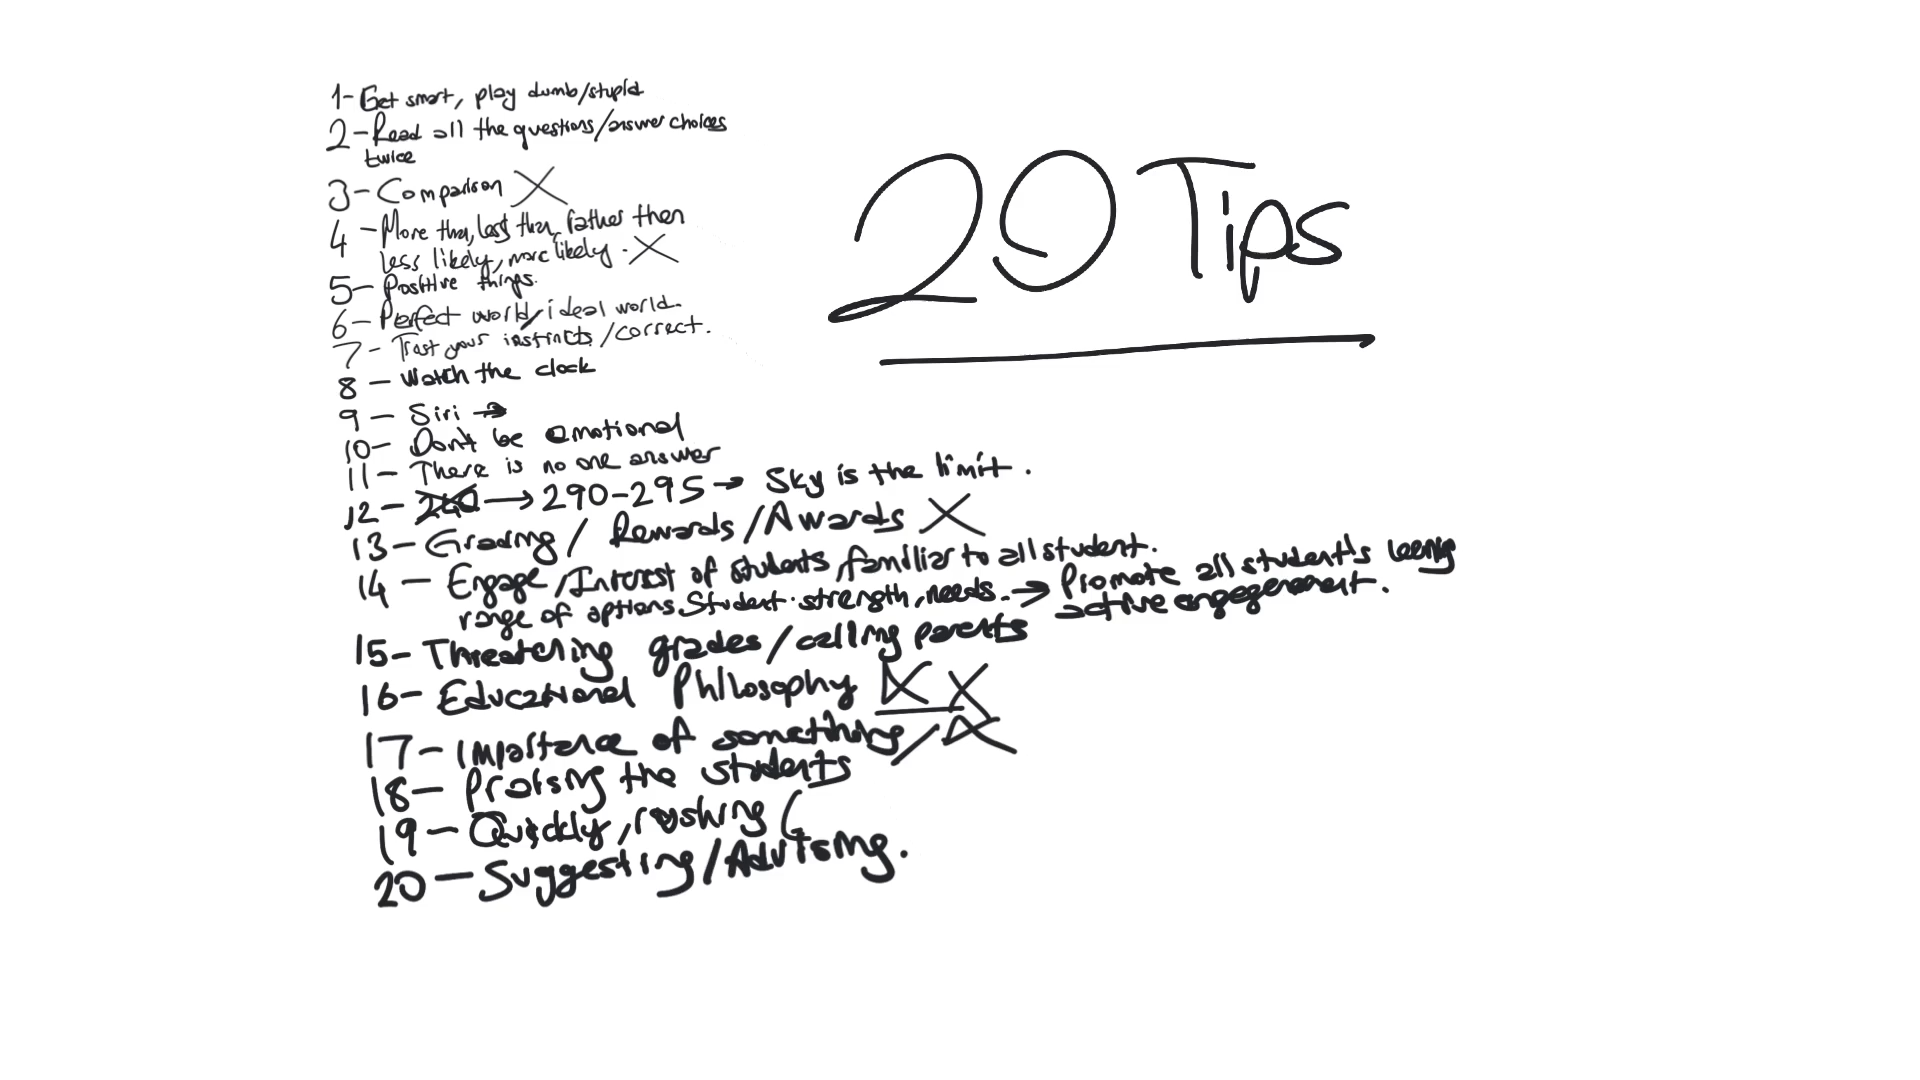 20 Tips
1- Get smart, play dumb/stupid
2- Read all the questions/answer choices
twice
3- Comparison X
4 - More than, less than, rather then
less likely, more likely. X
5- Positive things.
6- Perfect world/ideal world.
7- Trust your instincts/correct.
8 - Watch the clock
9 - Siri →
10- Don't be emotional
11- There is no one answer
12- 240 → 290-295 → Sky is the limit.
13- Grading/ Rewards/Awards X
14 - Engage/Interest of students, familiar to all student.
range of options. Student strength, needs. → Promote all student's
active engegement.
15- Threatening grades/calling parents
16- Educational Philosophy X X
17- Importance of something/ X
18- Praising the students
19- Quickly, rushing (
20- Suggesting/Advising.